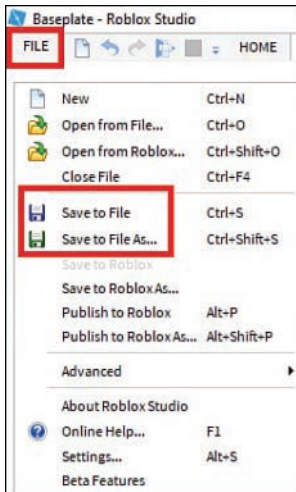 Baseplate - Roblox Studio
FILE HOME
New Ctrl+N
Open from File... Ctrl+O
Open from Roblox... Ctrl+Shift+O
Close File Ctrl+F4
Save to File Ctrl+S
Save to File As... Ctrl+Shift+S
Save to Roblox
Save to Roblox As...
Publish to Roblox Alt+P
Publish to Roblox As... Alt+Shift+P
Advanced
About Roblox Studio
Online Help... F1
Settings... Alt+S
Beta Features